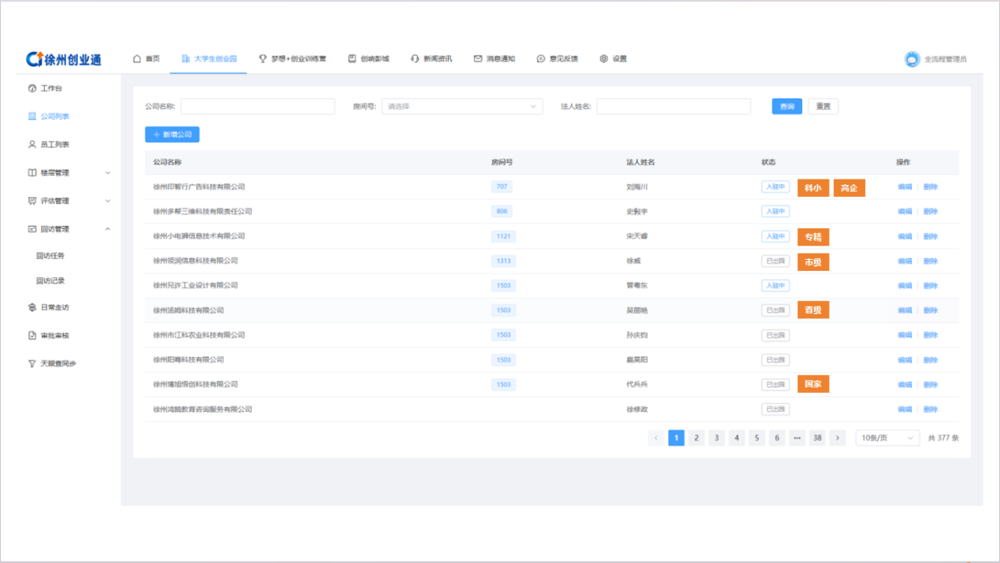 徐州创业通
首页 大学生创业园 梦想+创业训练营 创响彭城 新闻资讯 消息通知 意见反馈 设置 全流程管理员
工作台
公司列表
员工列表
楼层管理
评估管理
回访管理
回访任务
回访记录
日常走访
审批审核
天眼查同步
公司名称: 房间号: 请选择 法人姓名: 查询 重置
+ 新增公司
公司名称 房间号 法人姓名 状态 操作
徐州印智行广告科技有限公司 707 刘海川 入驻中 科小 高企 编辑 删除
徐州多帮三维科技有限责任公司 806 入驻中 编辑 删除
徐州小电狮信息技术有限公司 1121 宋天睿 入驻中 专精 编辑 删除
徐州领润信息科技有限公司 1313 徐威 已出园 市级 编辑 删除
徐州兄许工业设计有限公司 1503 曾粤东 入驻中 编辑 删除
徐州汤姆科技有限公司 1503 吴丽艳 已出园 省级 编辑 删除
徐州市江科农业科技有限公司 1503 孙庆钧 已出园 编辑 删除
徐州阳粤科技有限公司 1503 已出园 编辑 删除
徐州博旭悟创科技有限公司 1503 代兵兵 已出园 国家 编辑 删除
徐州鸿鹄教育咨询服务有限公司 徐修政 已出园 编辑 删除
1 2 3 4 5 6 ••• 38 10条/页 共 377 条